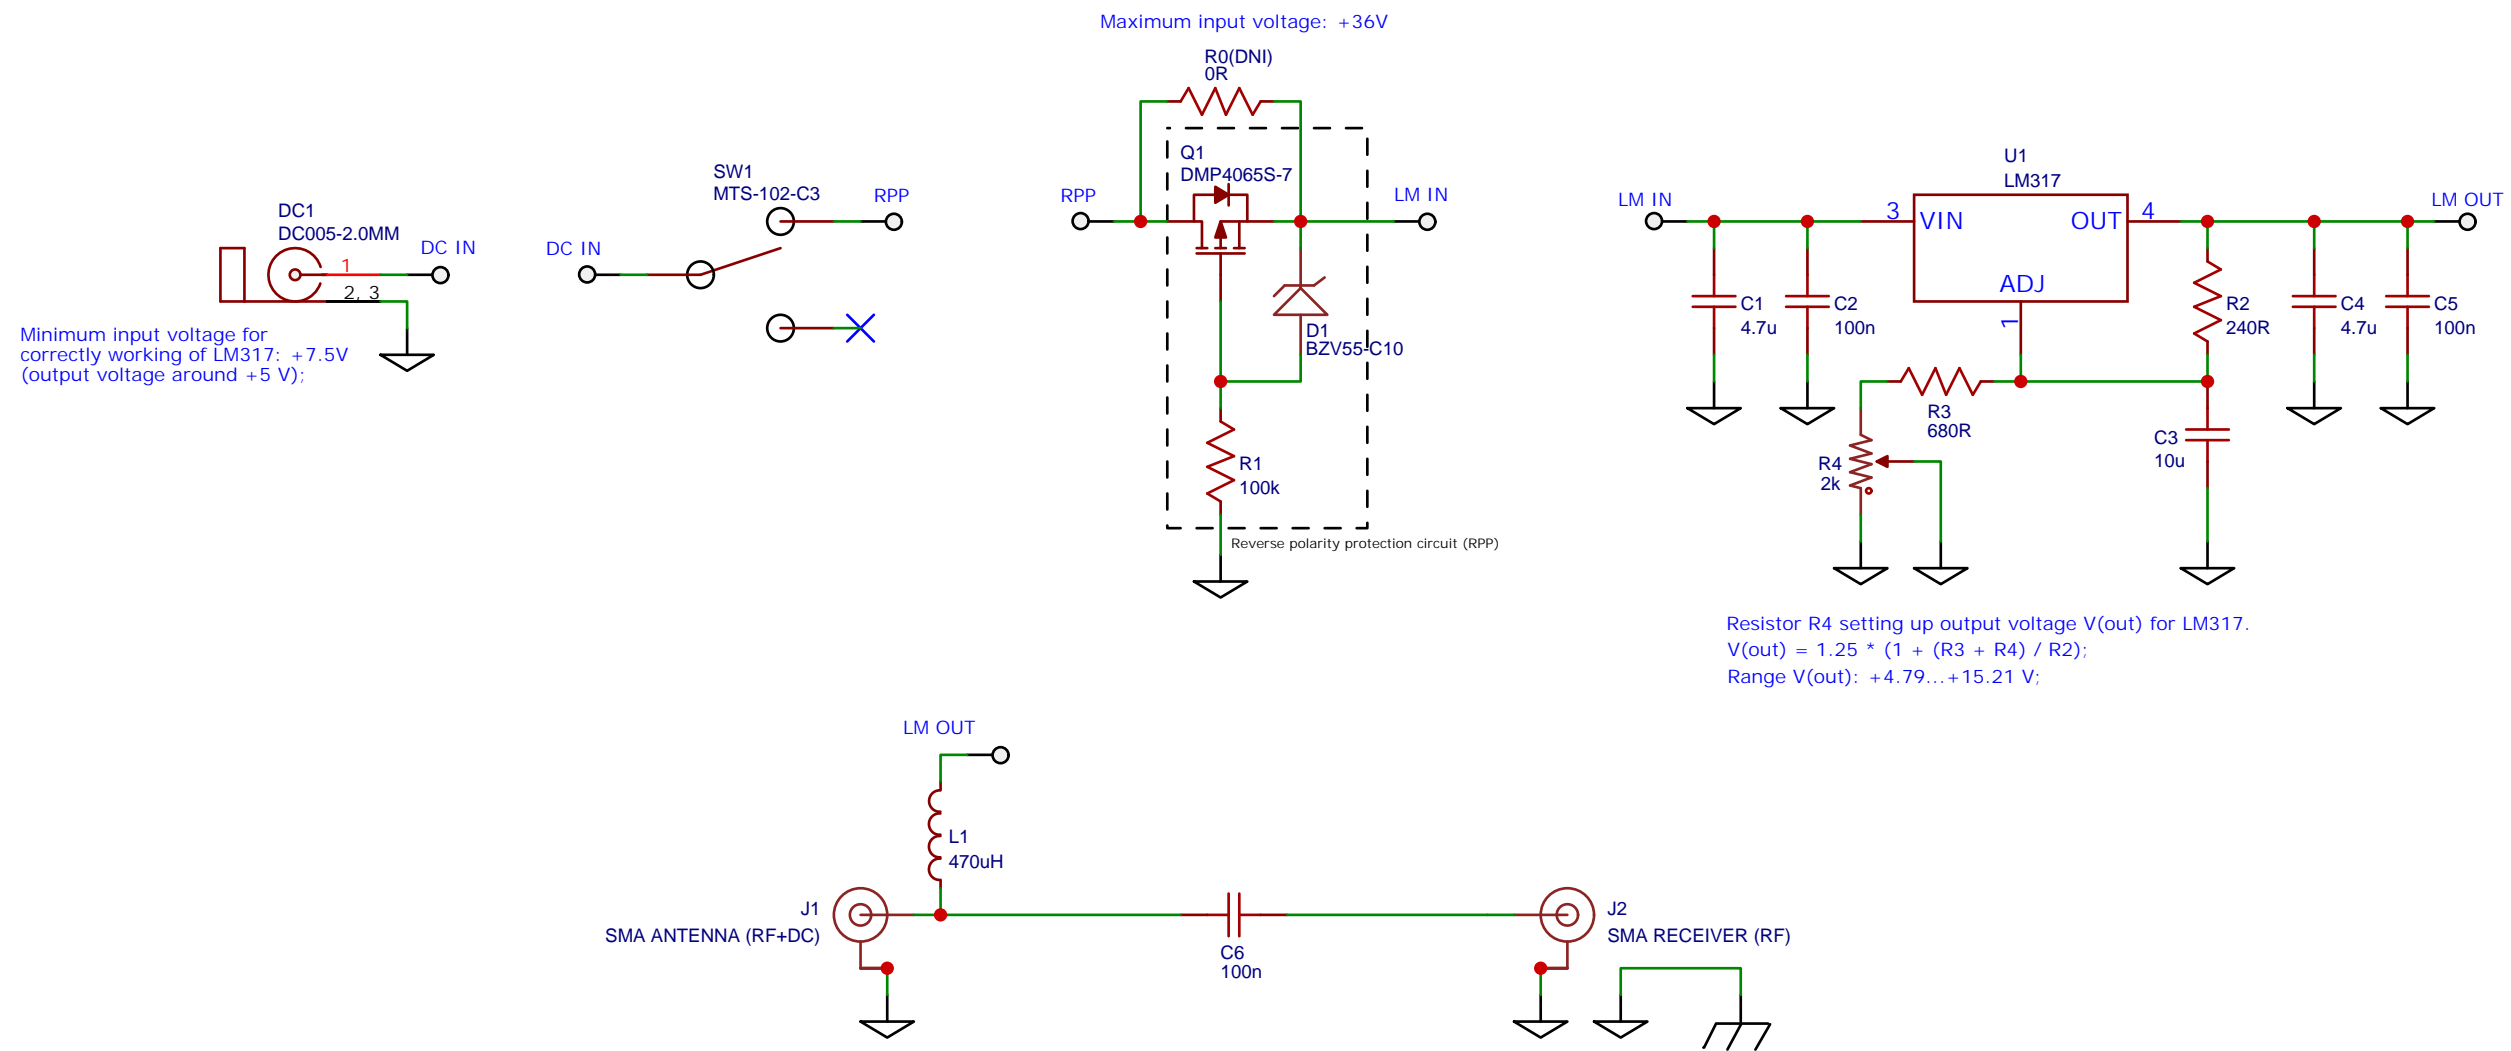 Maximum input voltage: +36V
R0(DNI)
0R
Q1
DMP4065S-7
RPP
LM IN
DC1
DC005-2.0MM
1
2, 3
DC IN
Minimum input voltage for
correctly working of LM317: +7.5V
(output voltage around +5 V);
SW1
MTS-102-C3
RPP
DC IN
D1
BZV55-C10
R1
100k
Reverse polarity protection circuit (RPP)
U1
LM317
LM IN
3
VIN
OUT
4
LM OUT
ADJ
1
C1
4.7u
C2
100n
R2
240R
C4
4.7u
C5
100n
R3
680R
R4
2k
C3
10u
Resistor R4 setting up output voltage V(out) for LM317.
V(out) = 1.25 * (1 + (R3 + R4) / R2);
Range V(out): +4.79...+15.21 V;
LM OUT
L1
470uH
J1
SMA ANTENNA (RF+DC)
C6
100n
J2
SMA RECEIVER (RF)